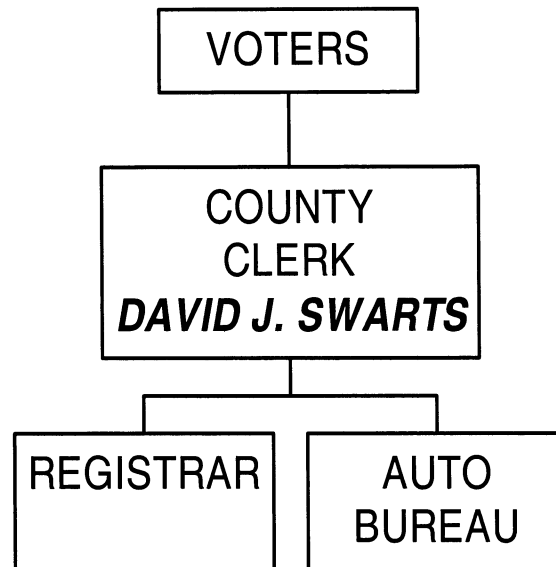 VOTERS
COUNTY
CLERK
DAVID J. SWARTS
REGISTRAR
AUTO
BUREAU